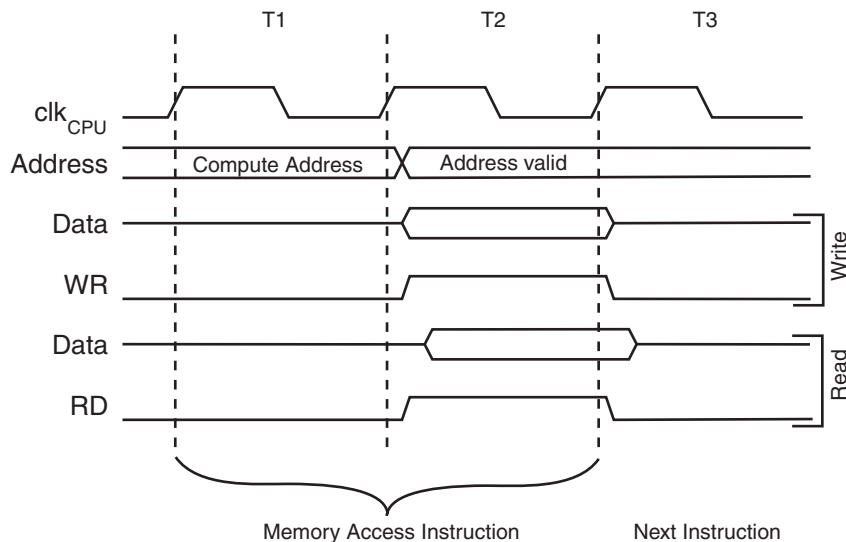 T1 T2 T3
clkCPU
Address Compute Address Address valid
Data
WR
Write
Data
RD
Read
Memory Access Instruction Next Instruction